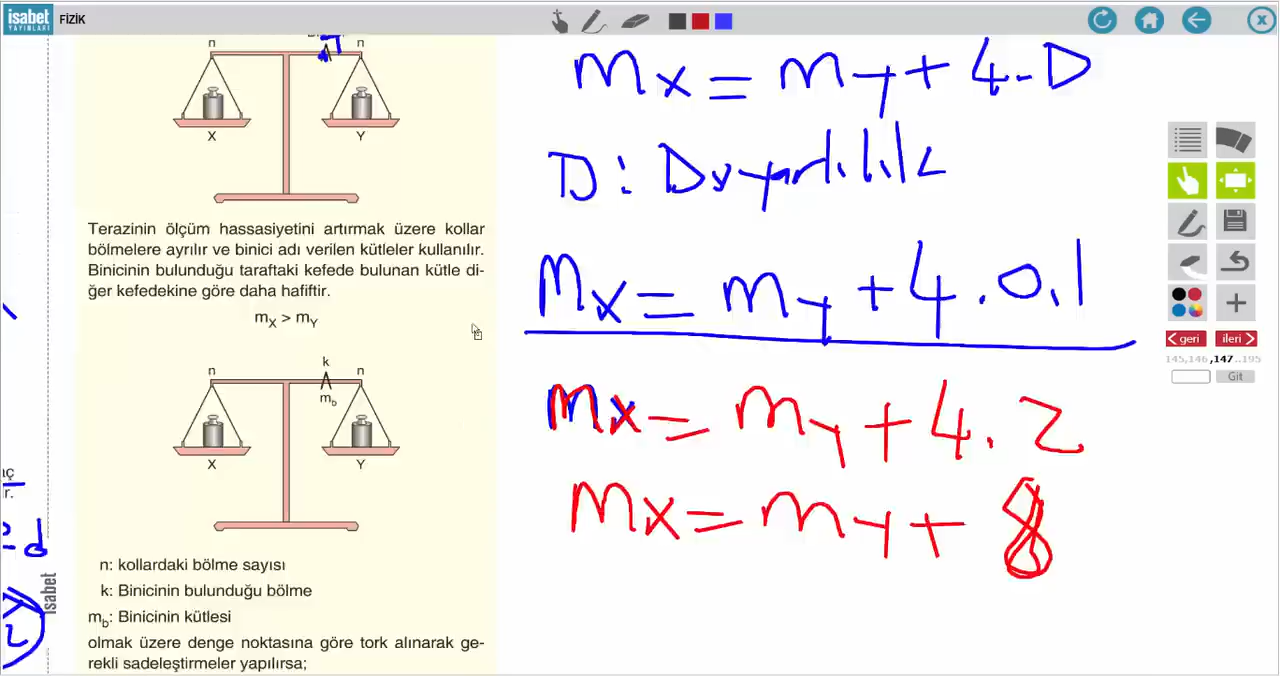 isabet
YAYINLARI
FİZİK
n
n
X
Y
Terazinin ölçüm hassasiyetini artırmak üzere kollar
bölmelere ayrılır ve binici adı verilen kütleler kullanılır.
Binicinin bulunduğu taraftaki kefede bulunan kütle di-
ğer kefedekine göre daha hafiftir.
mX > mY
k
n
n
mb
X
Y
n: kollardaki bölme sayısı
k: Binicinin bulunduğu bölme
mb: Binicinin kütlesi
olmak üzere denge noktasına göre tork alınarak ge-
rekli sadeleştirmeler yapılırsa;
isabet
aç
ır.
d
mx = my + 4.D
D: Duyarlılık
mx = my + 4.0,1
mx = my + 4.2
mx = my + 8
geri
ileri
145,146,147..195
Git